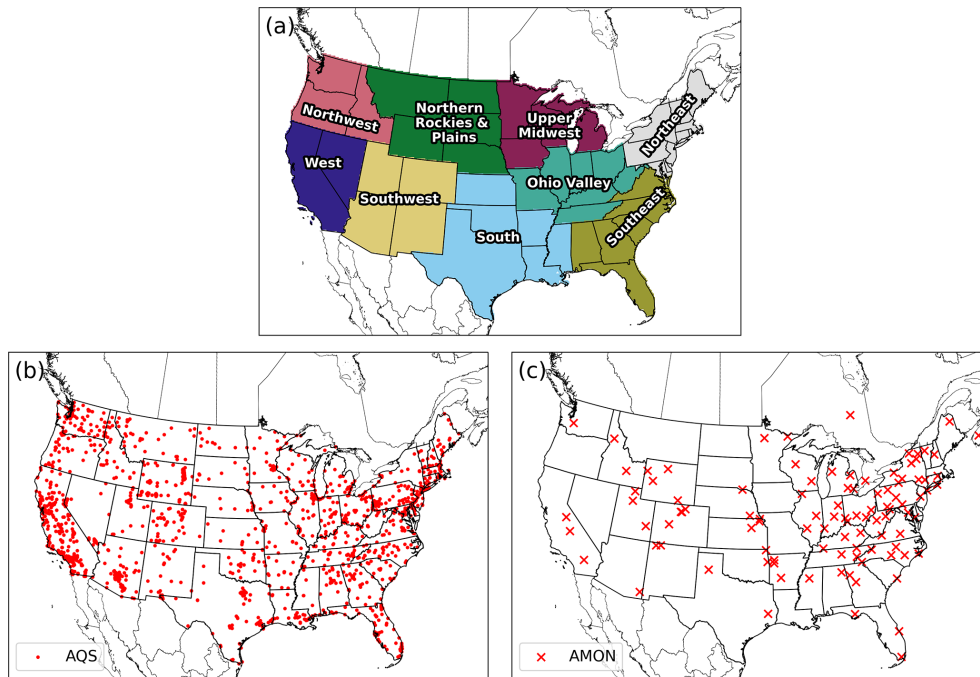 (a)
Northwest
Northern
Rockies &
Plains
Upper
Midwest
Northeast
West
Southwest
Ohio Valley
Southeast
South
(b)
AQS
(c)
AMON